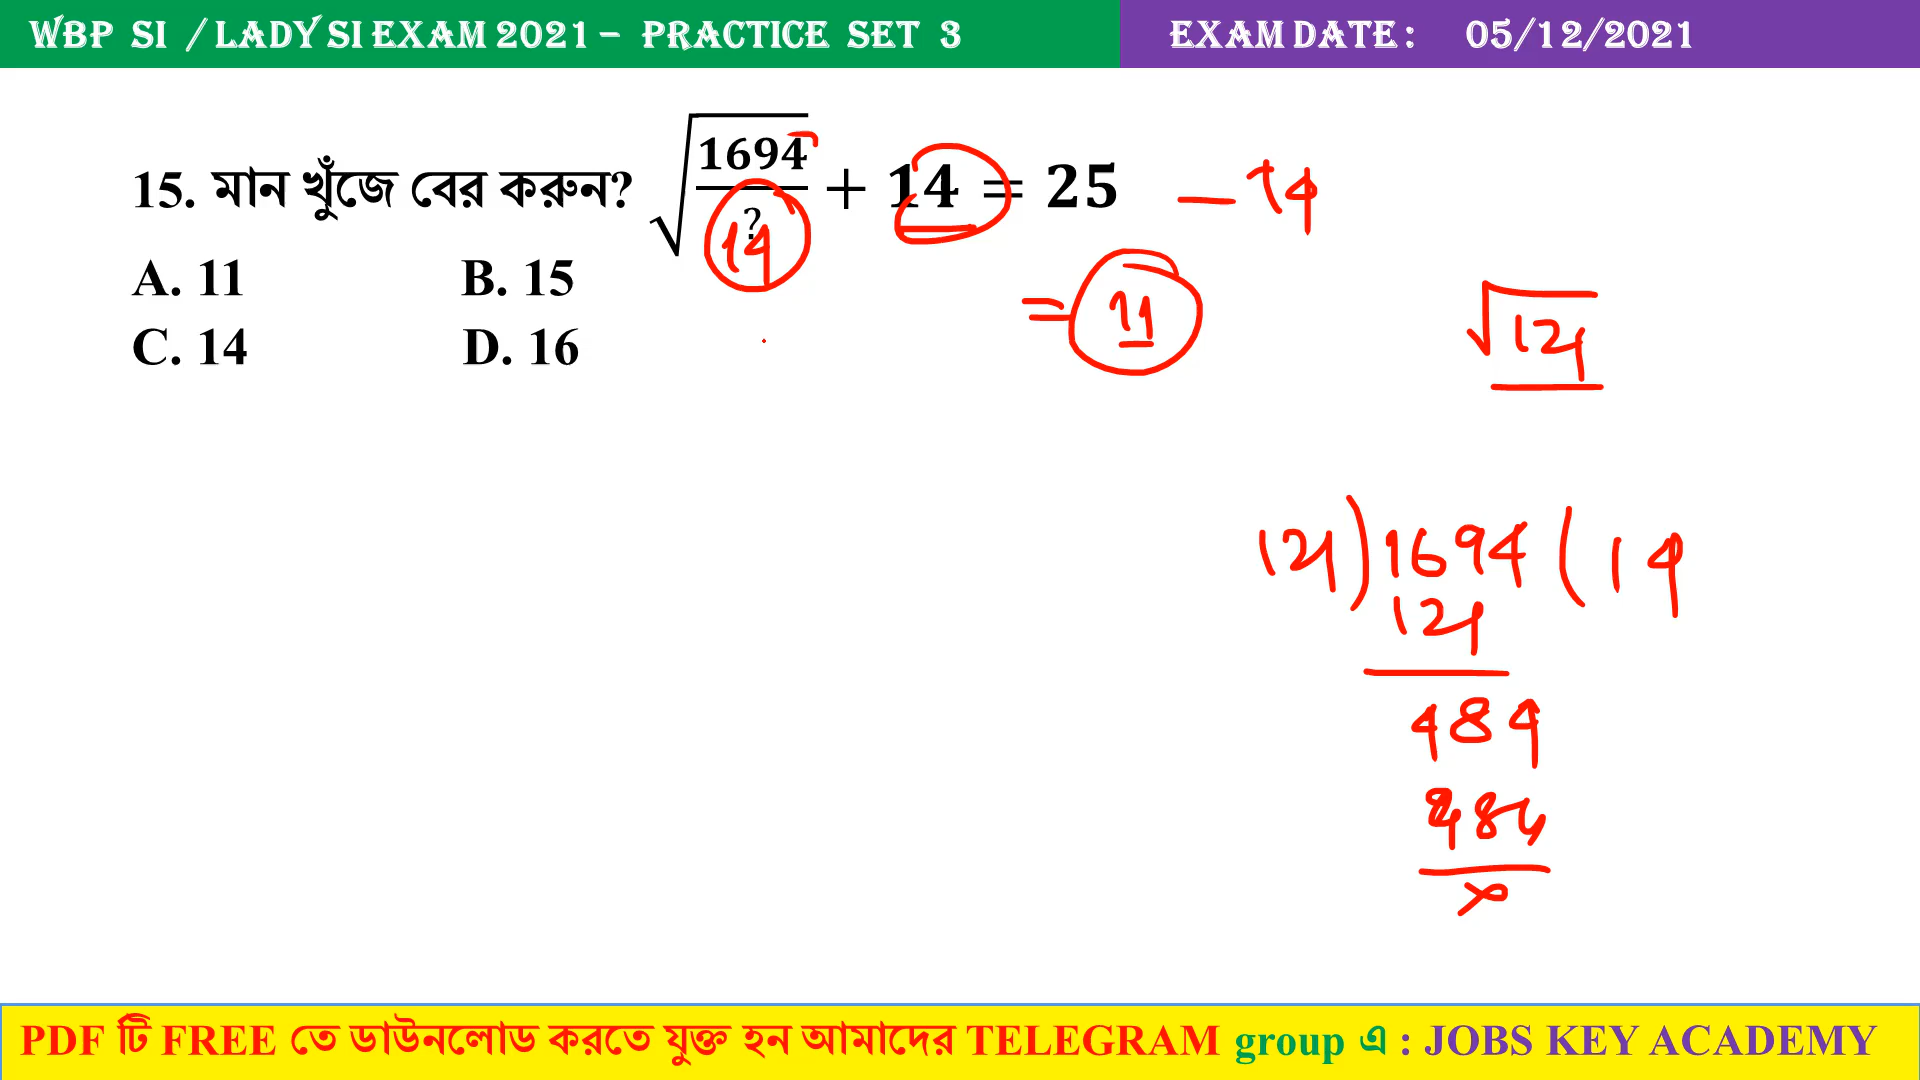 WBP SI / LADY SI EXAM 2021 – PRACTICE SET 3
EXAM DATE : 05/12/2021
15. মান খুঁজে বের করুন? √(1694/?) + 14 = 25
– 14
14
A. 11 B. 15
= 11
√121
C. 14 D. 16
121) 1694 ( 14
121
484
484
x
PDF টি FREE তে ডাউনলোড করতে যুক্ত হন আমাদের TELEGRAM group এ : JOBS KEY ACADEMY